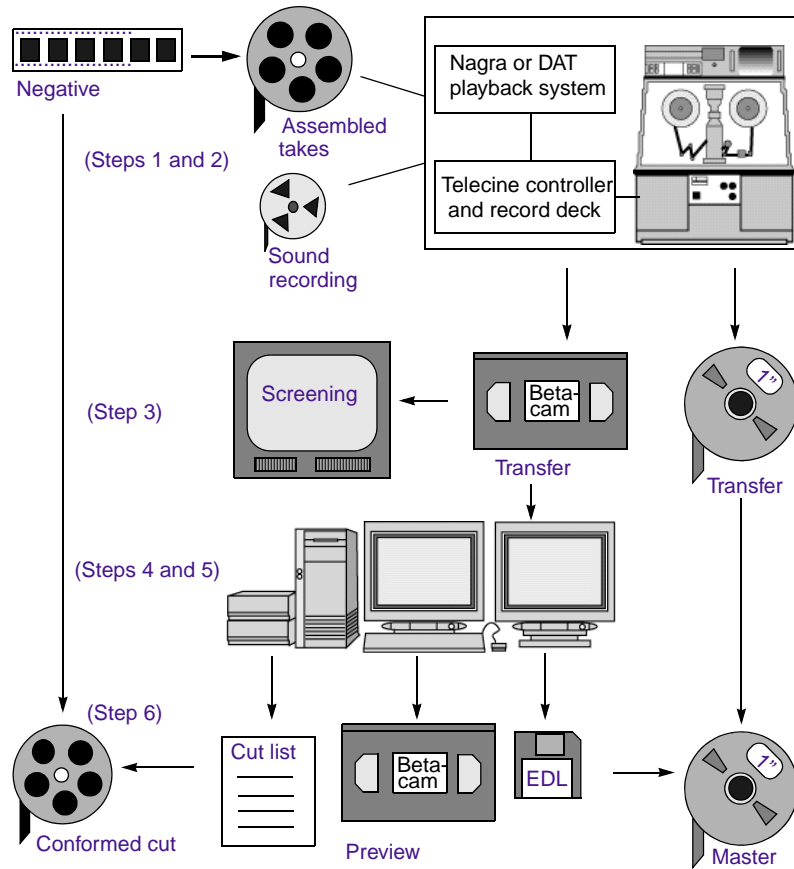 Negative
Assembled
takes
Nagra or DAT
playback system
(Steps 1 and 2)
Telecine controller
and record deck
Sound
recording
(Step 3)
Screening
Beta-
cam
1”
Transfer
Transfer
(Steps 4 and 5)
(Step 6)
Cut list
Beta-
cam
EDL
1”
Conformed cut
Preview
Master